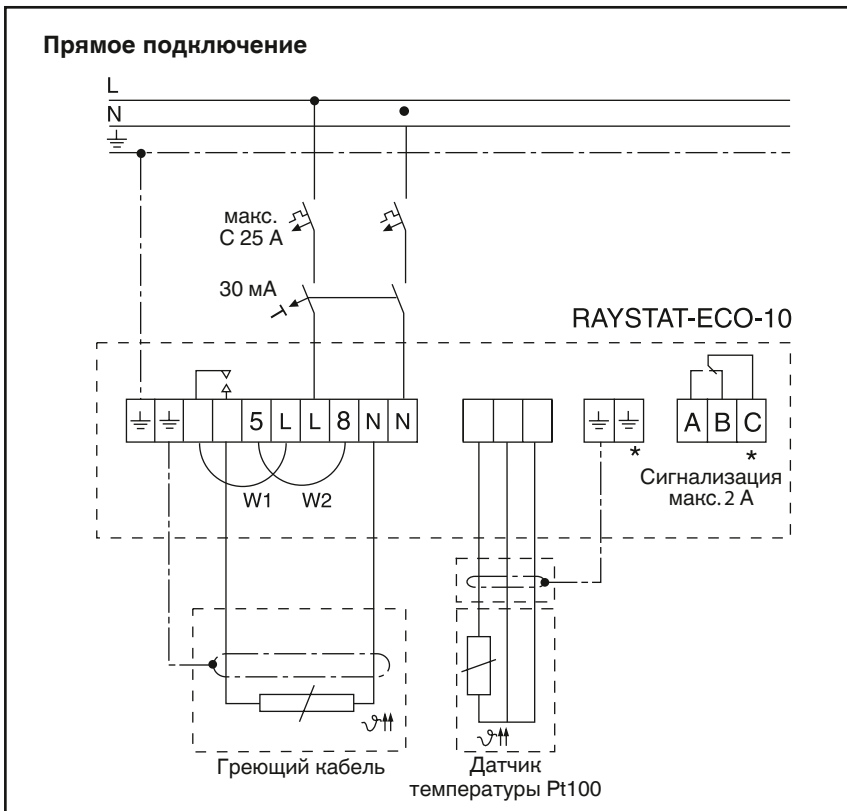 Прямое подключение
L
N
макс.
C 25 A
30 мА
RAYSTAT-ECO-10
5 L L 8 N N
A B C
*
*
W1 W2
Сигнализация
макс. 2 A
Греющий кабель
Датчик
температуры Pt100